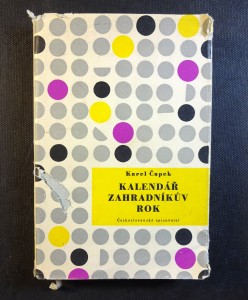 Karel Čapek
KALENDÁŘ
ZAHRADNÍKŮV
ROK
Československý spisovatel